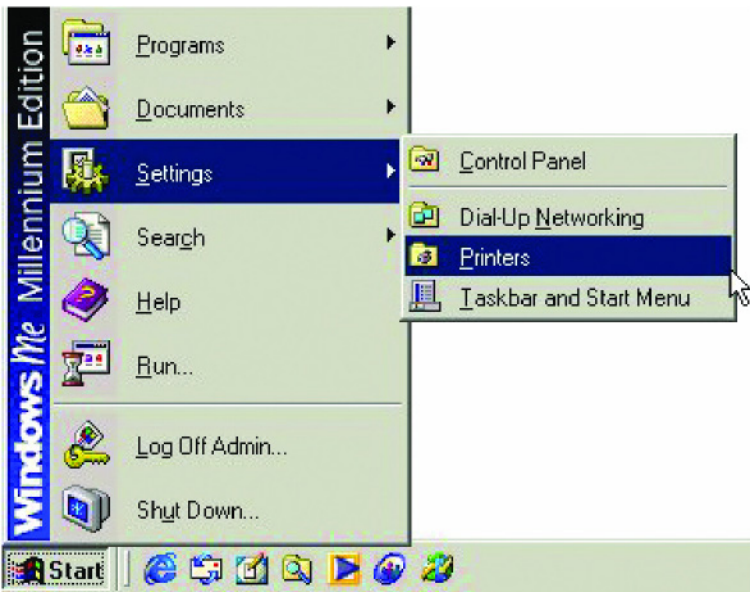 Windows Me Millennium Edition
Programs
Documents
Settings
Search
Help
Run...
Log Off Admin...
Shut Down...
Control Panel
Dial-Up Networking
Printers
Taskbar and Start Menu
Start